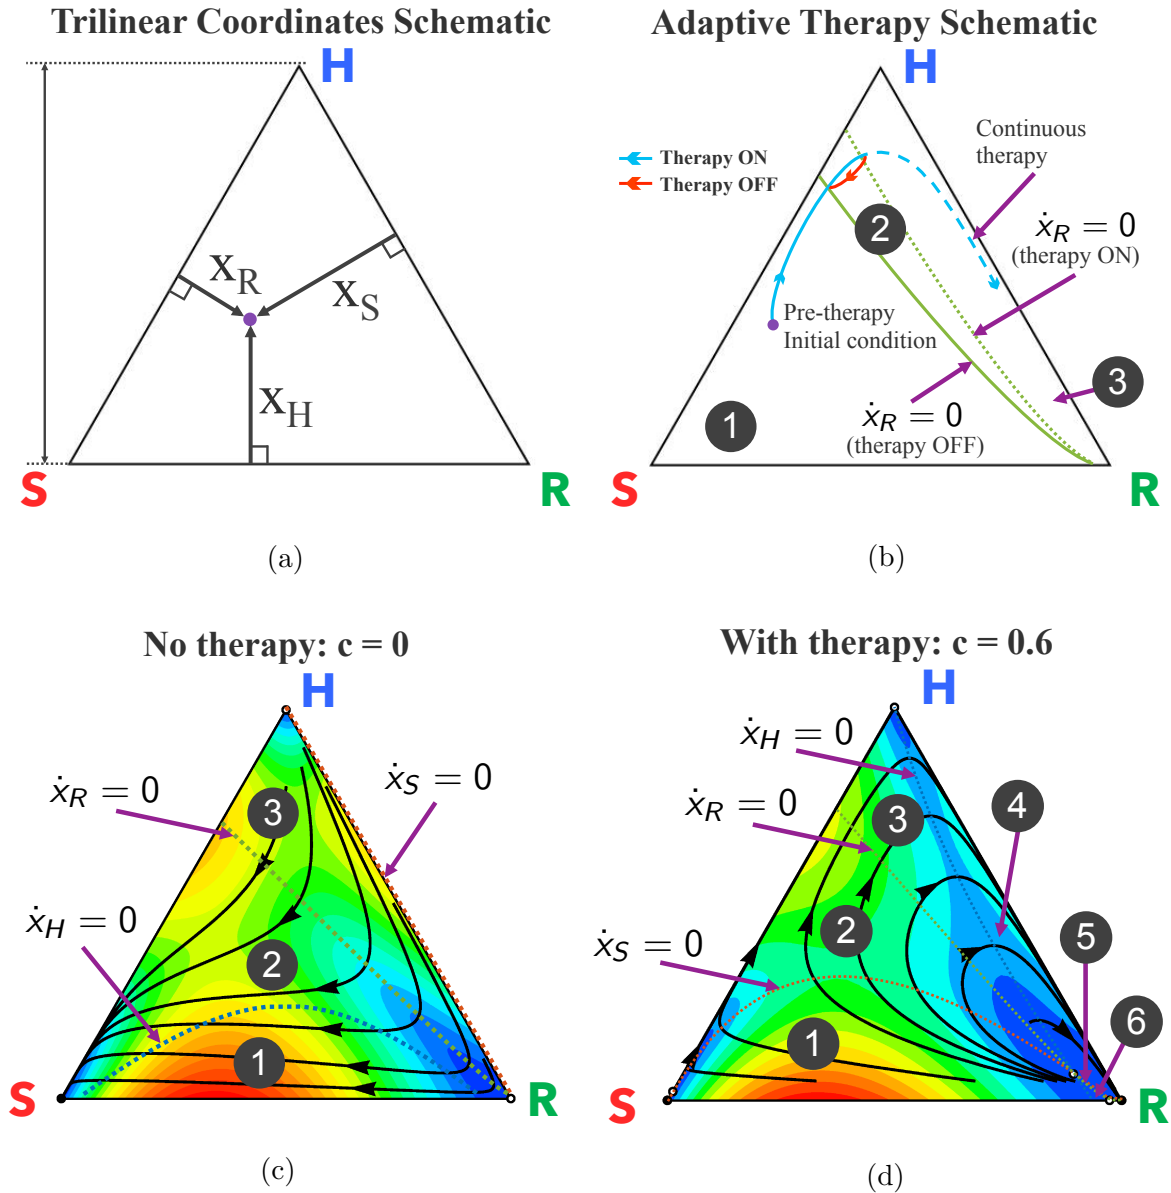 Trilinear Coordinates Schematic
H
x_R
x_S
x_H
S
R
(a)
Adaptive Therapy Schematic
H
Therapy ON
Therapy OFF
Continuous
therapy
2
ẋ_R = 0
(therapy ON)
Pre-therapy
Initial condition
3
1
ẋ_R = 0
(therapy OFF)
S
R
(b)
No therapy: c = 0
H
ẋ_R = 0
ẋ_S = 0
3
ẋ_H = 0
2
1
S
R
(c)
With therapy: c = 0.6
H
ẋ_H = 0
ẋ_R = 0
3
4
ẋ_S = 0
2
5
1
6
S
R
(d)